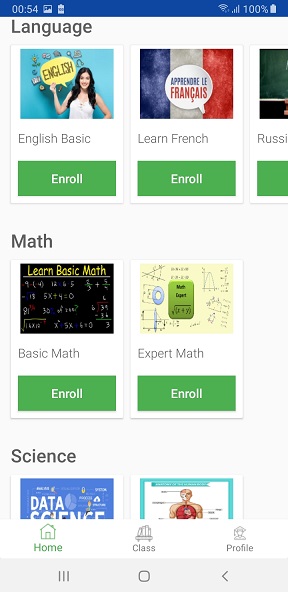 00:54 100%
Language
ENGLISH
APPRENDRE LE
FRANÇAIS
English Basic
Learn French
Russi
Enroll
Enroll
Math
Learn Basic Math
Math
Expert
Basic Math
Expert Math
Enroll
Enroll
Science
DATA
SCIENCE
Home
Class
Profile